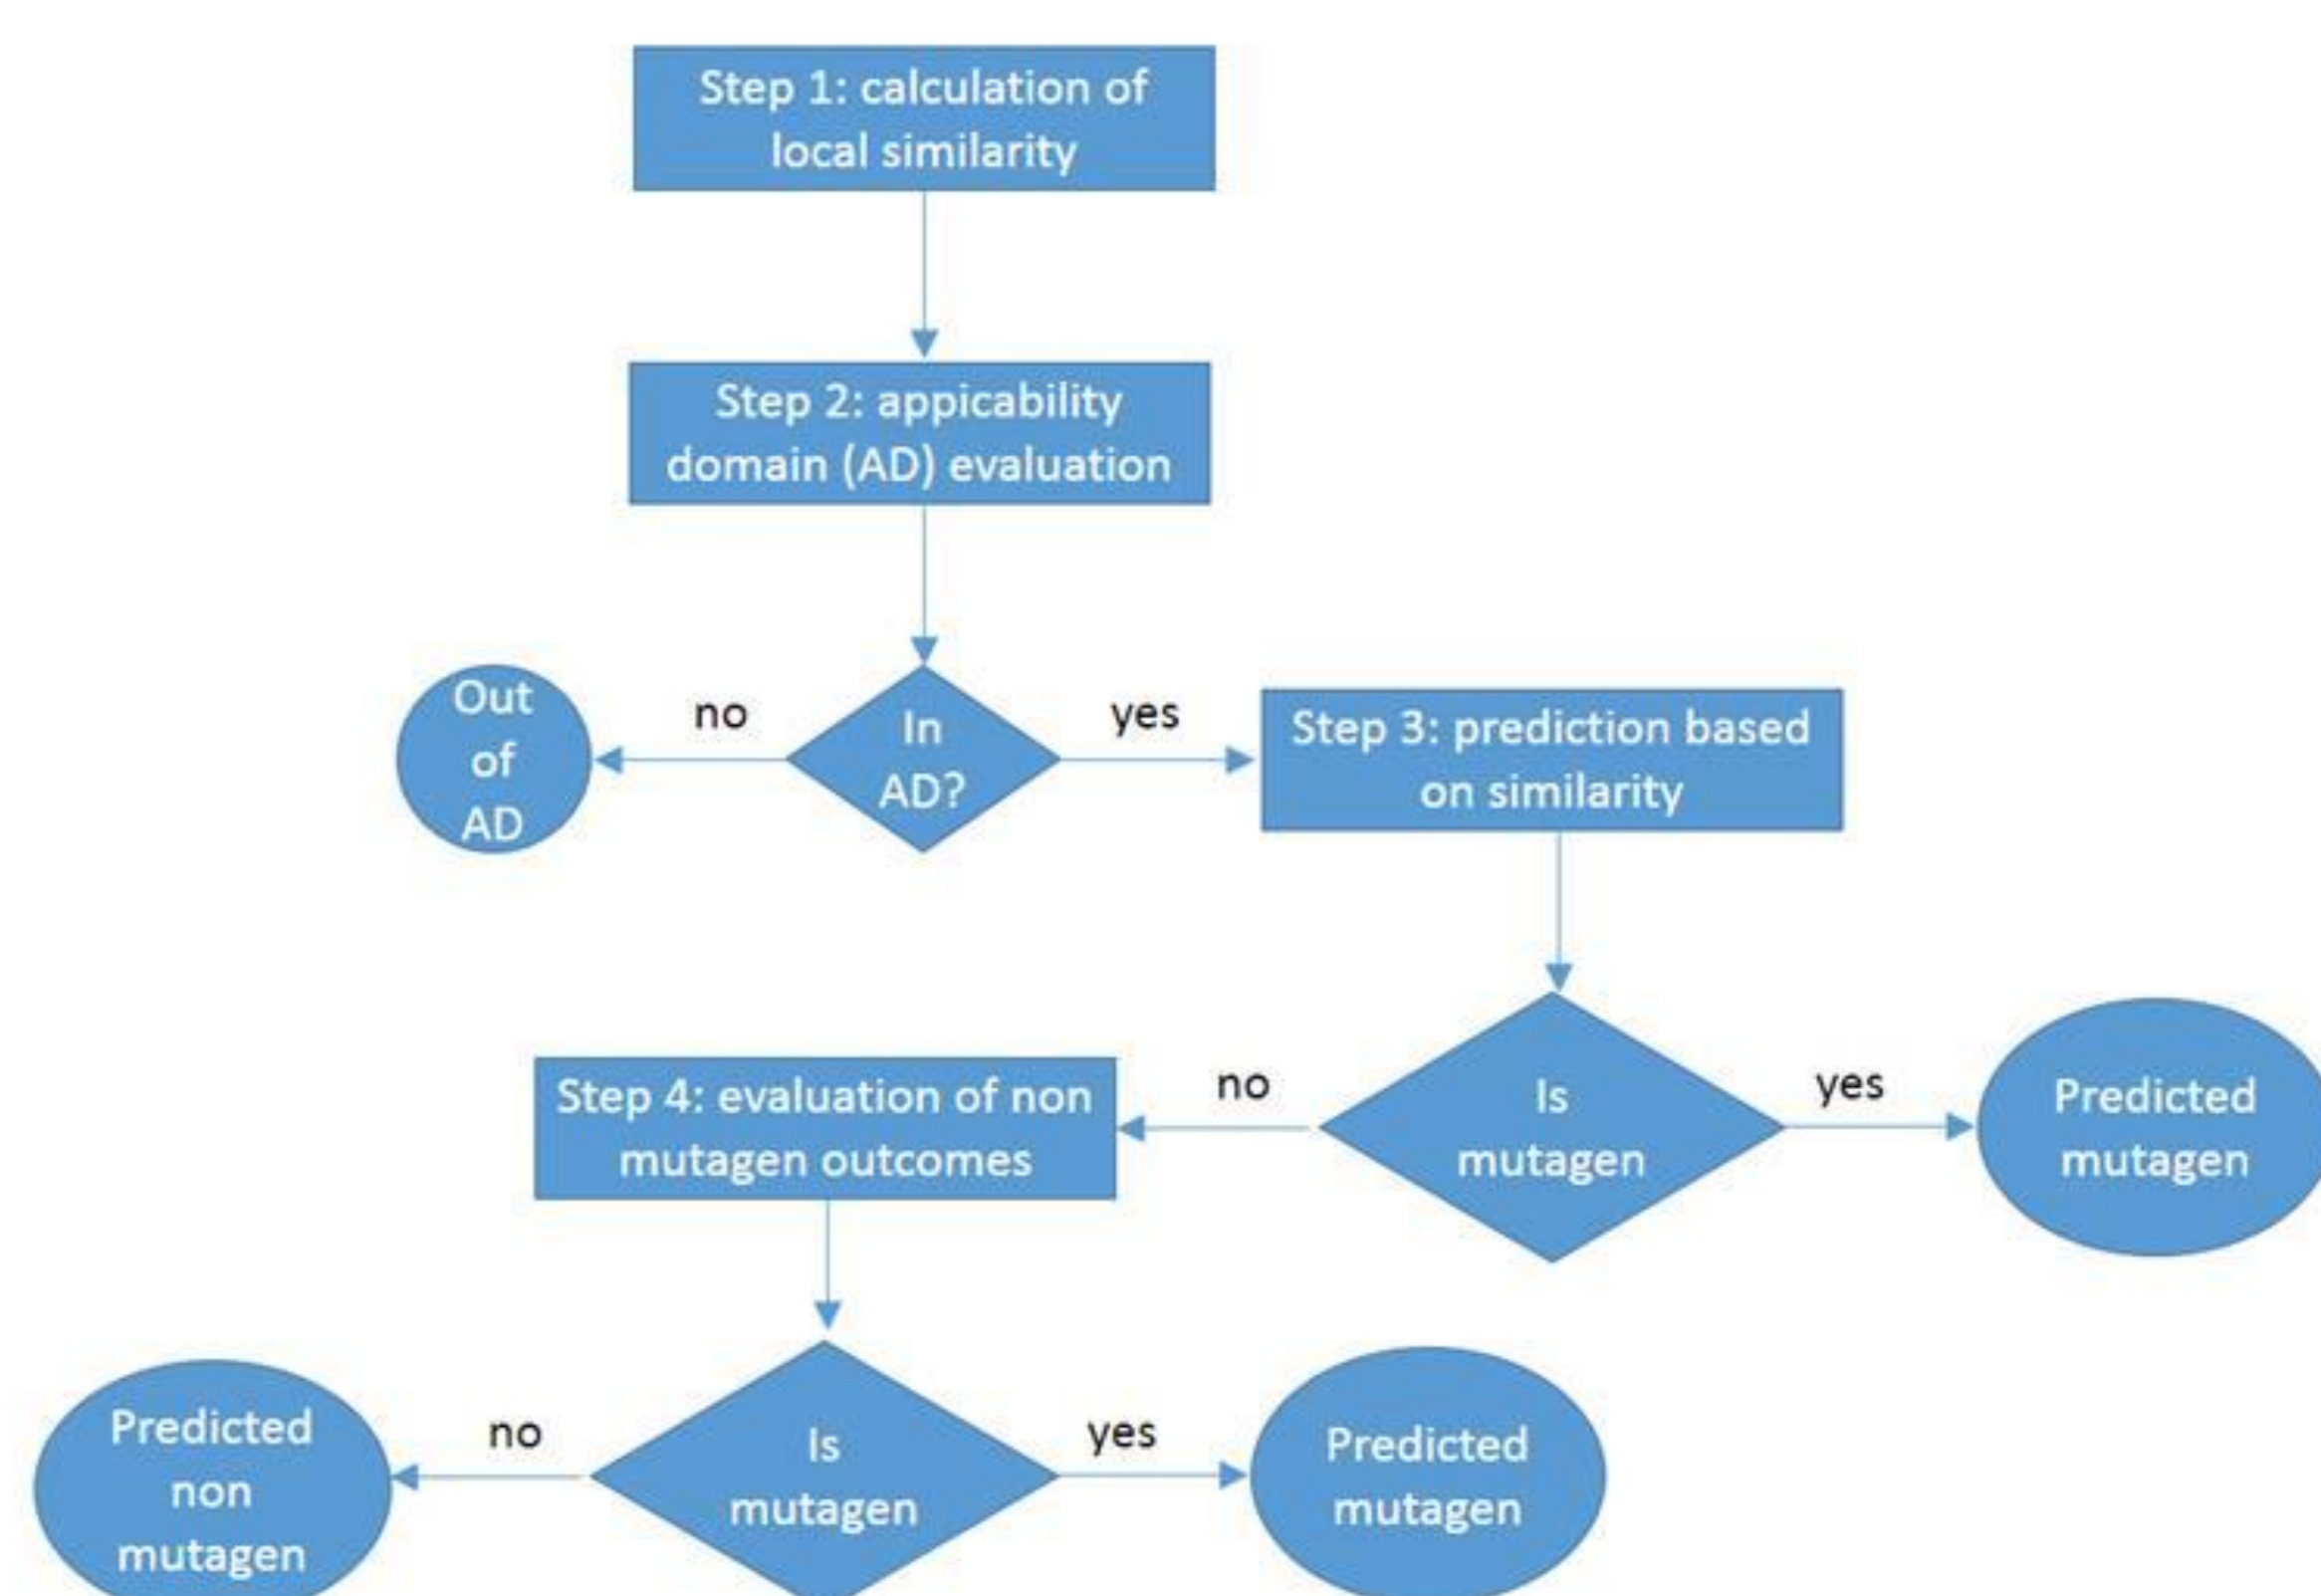 Step 1: calculation of
local similarity
Step 2: appicability
domain (AD) evaluation
Out
of
AD
no
In
AD?
yes
Step 3: prediction based
on similarity
Step 4: evaluation of non
mutagen outcomes
no
Is
mutagen
yes
Predicted
mutagen
Predicted
non
mutagen
no
Is
mutagen
yes
Predicted
mutagen